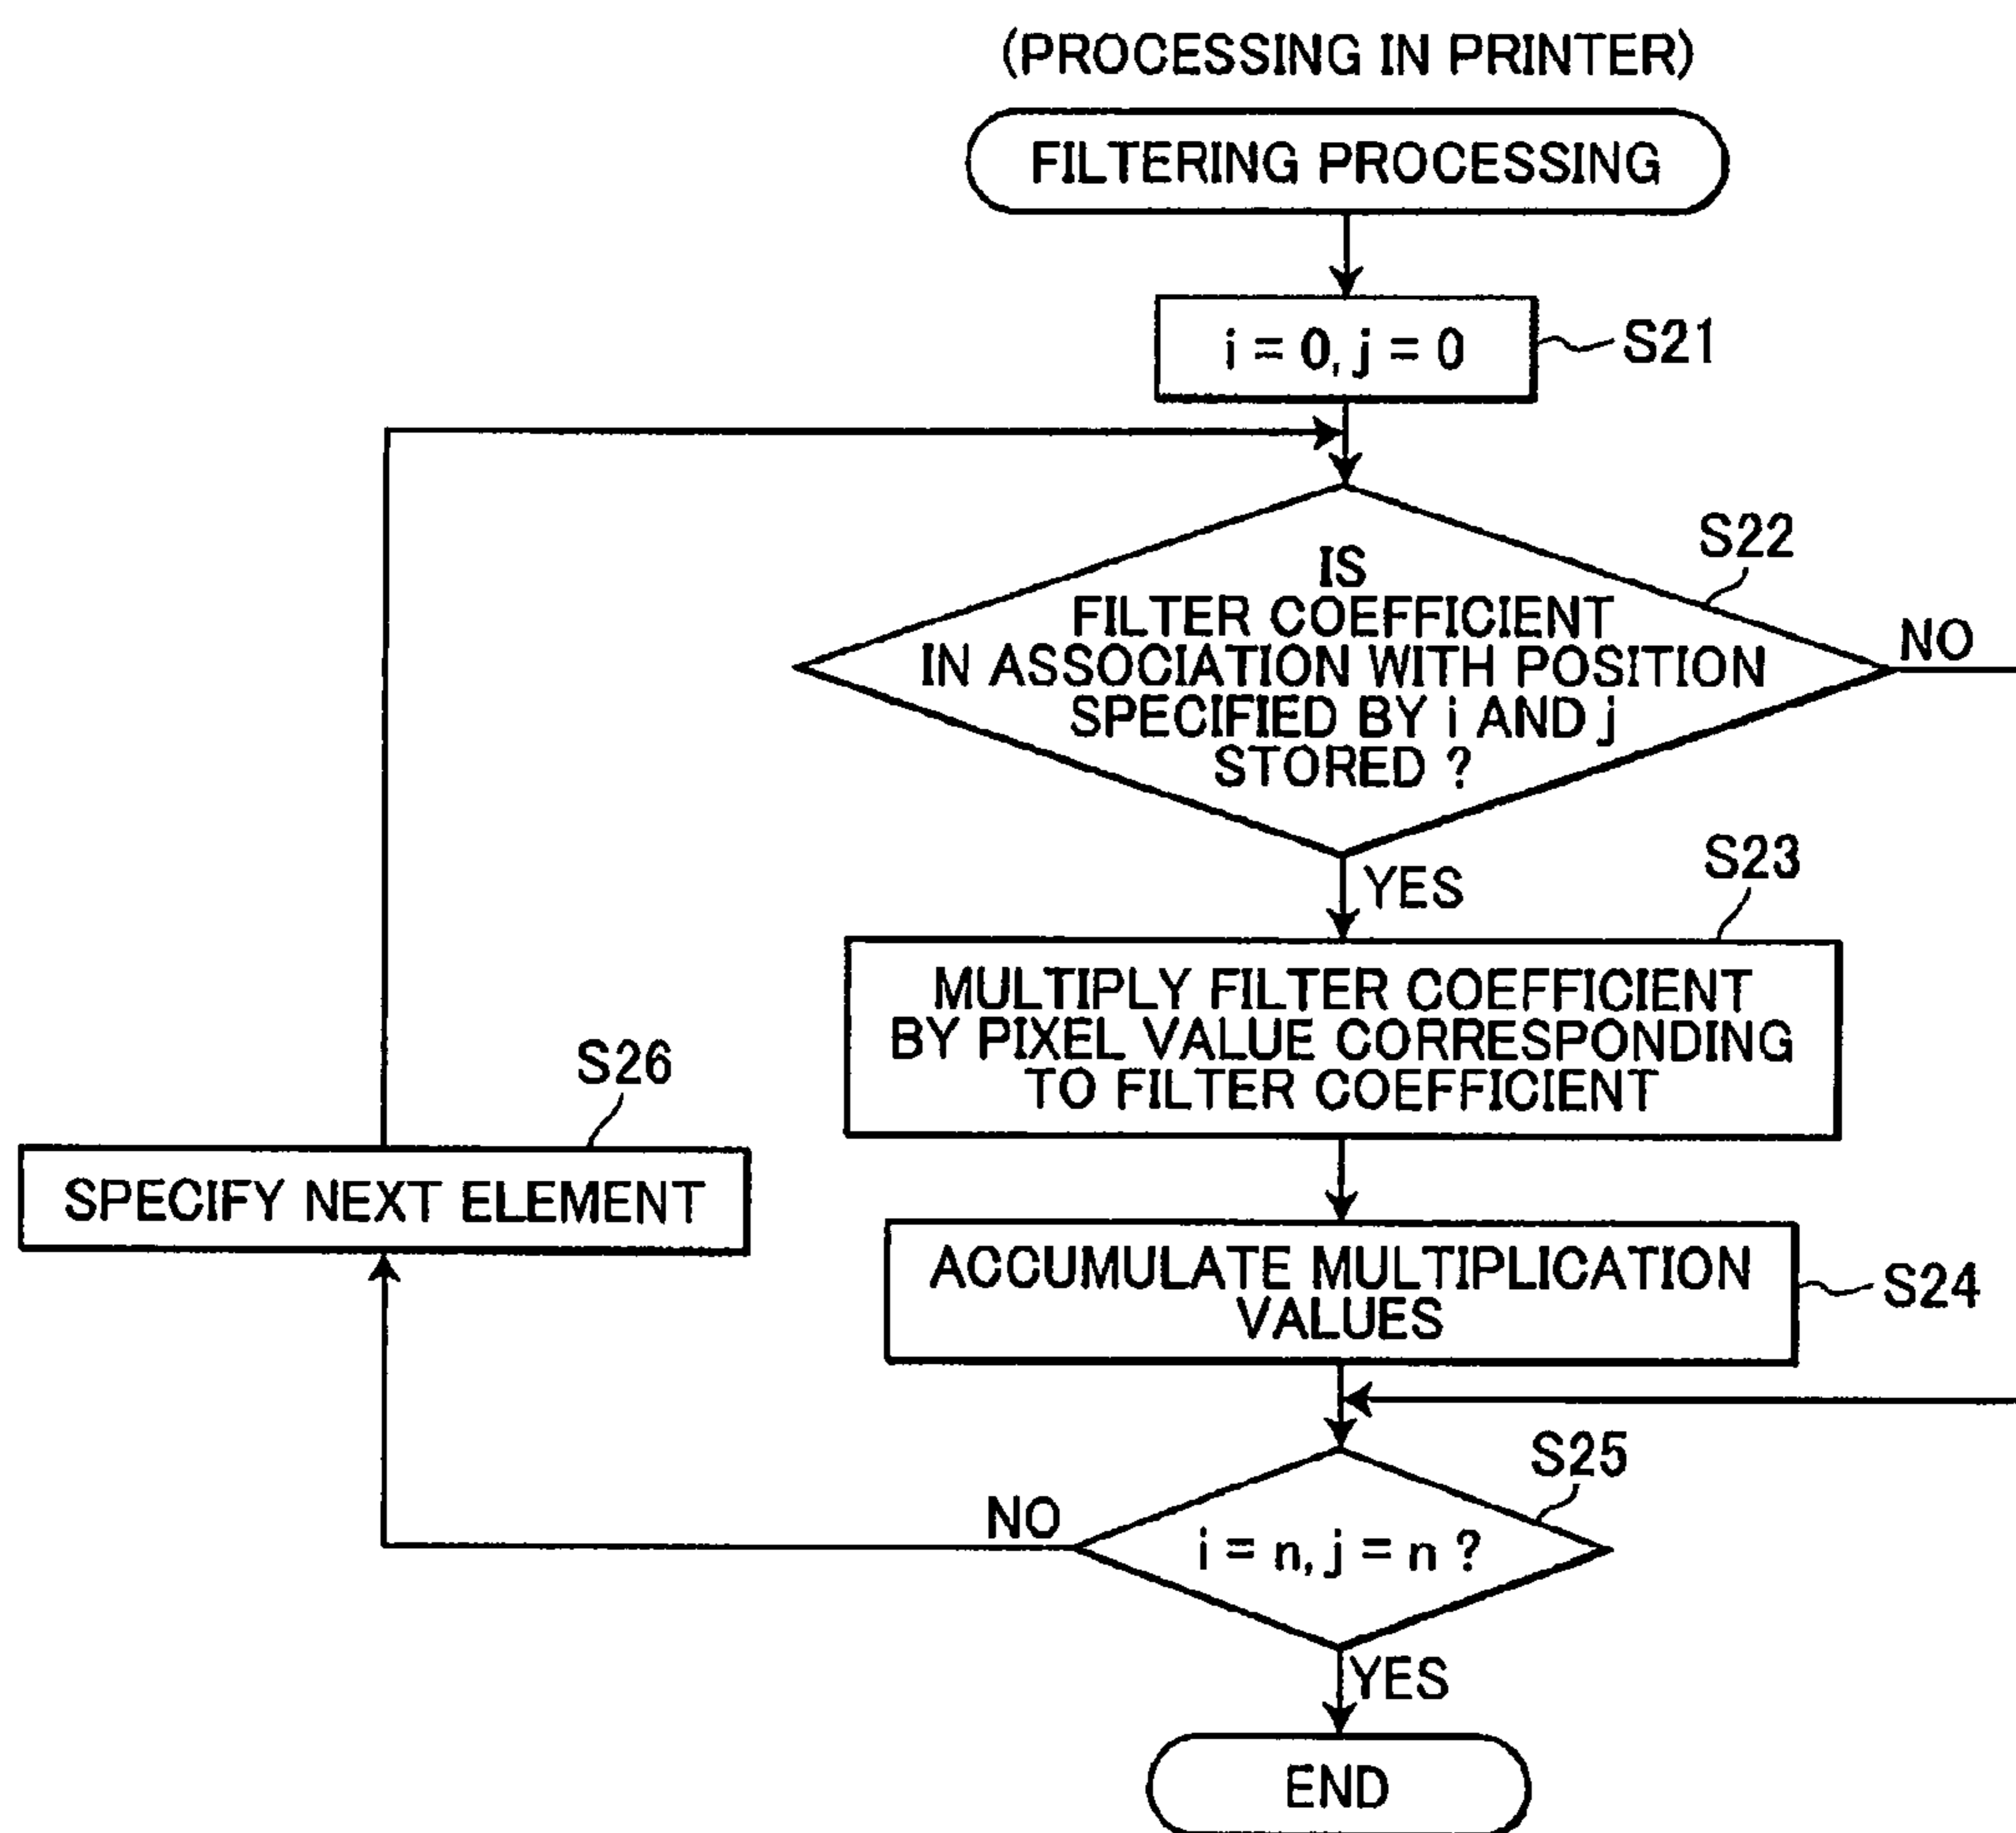 (PROCESSING IN PRINTER)
FILTERING PROCESSING
i = 0, j = 0
S21
S22
IS
FILTER COEFFICIENT
IN ASSOCIATION WITH POSITION
SPECIFIED BY i AND j
STORED ?
NO
YES
S23
MULTIPLY FILTER COEFFICIENT
BY PIXEL VALUE CORRESPONDING
TO FILTER COEFFICIENT
S26
SPECIFY NEXT ELEMENT
ACCUMULATE MULTIPLICATION
VALUES
S24
S25
NO
i = n, j = n ?
YES
END